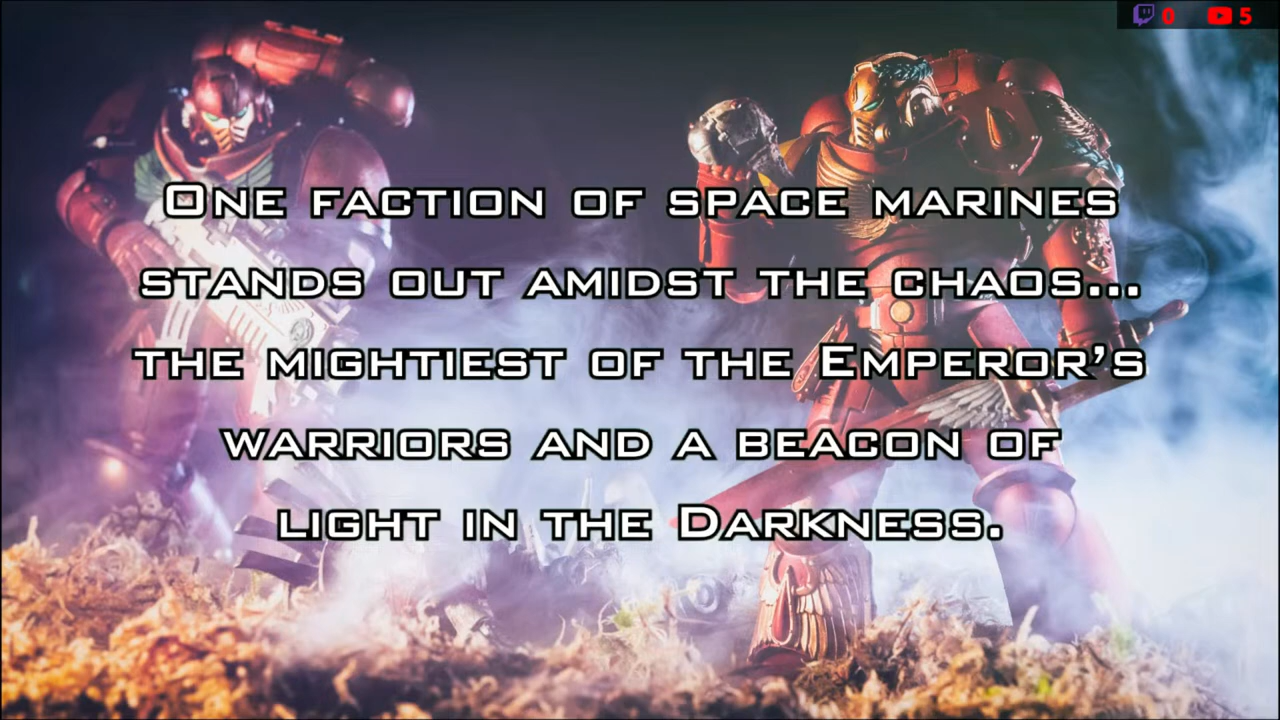 0 5
One faction of space marines
stands out amidst the chaos...
the mightiest of the Emperor's
warriors and a beacon of
light in the Darkness.